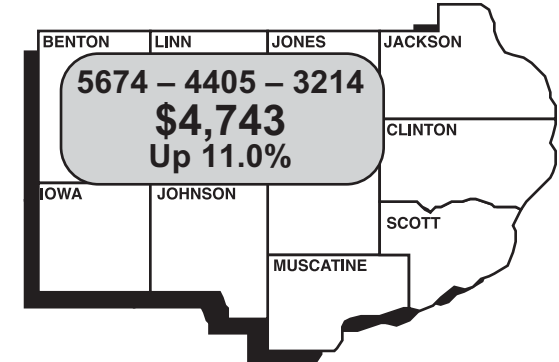 BENTON LINN JONES JACKSON
5674 – 4405 – 3214
$4,743
Up 11.0%
CLINTON
IOWA JOHNSON
SCOTT
MUSCATINE